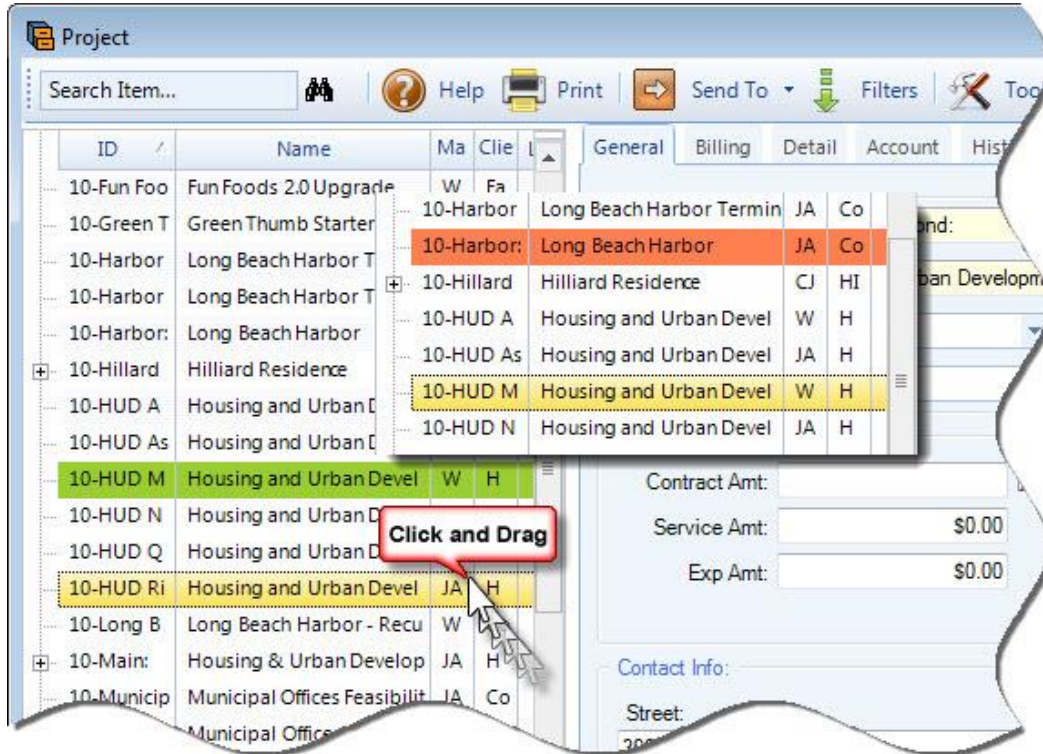 Project
Search Item... Help Print Send To Filters Too
ID Name Ma Clie L
General Billing Detail Account Hist
10-Fun Foo Fun Foods 2.0 Upgrade W Fa
10-Green T Green Thumb Starter
10-Harbor Long Beach Harbor T
10-Harbor Long Beach Harbor T
10-Harbor: Long Beach Harbor
10-Hillard Hilliard Residence
10-HUD A Housing and Urban D
10-HUD As Housing and Urban D
10-HUD M Housing and Urban Devel W H
10-HUD N Housing and Urban D
10-HUD Q Housing and Urban D
10-HUD Ri Housing and Urban Devel JA H
10-Long B Long Beach Harbor - Recu W
10-Main: Housing & Urban Develop JA H
10-Municip Municipal Offices Feasibilit JA Co
Municipal Office
10-Harbor Long Beach Harbor Termin JA Co
10-Harbor: Long Beach Harbor JA Co
10-Hillard Hilliard Residence CJ HI
10-HUD A Housing and Urban Devel W H
10-HUD As Housing and Urban Devel JA H
10-HUD M Housing and Urban Devel W H
10-HUD N Housing and Urban Devel JA H
Click and Drag
ond:
ban Developm
Contract Amt:
Service Amt: $0.00
Exp Amt: $0.00
Contact Info:
Street: